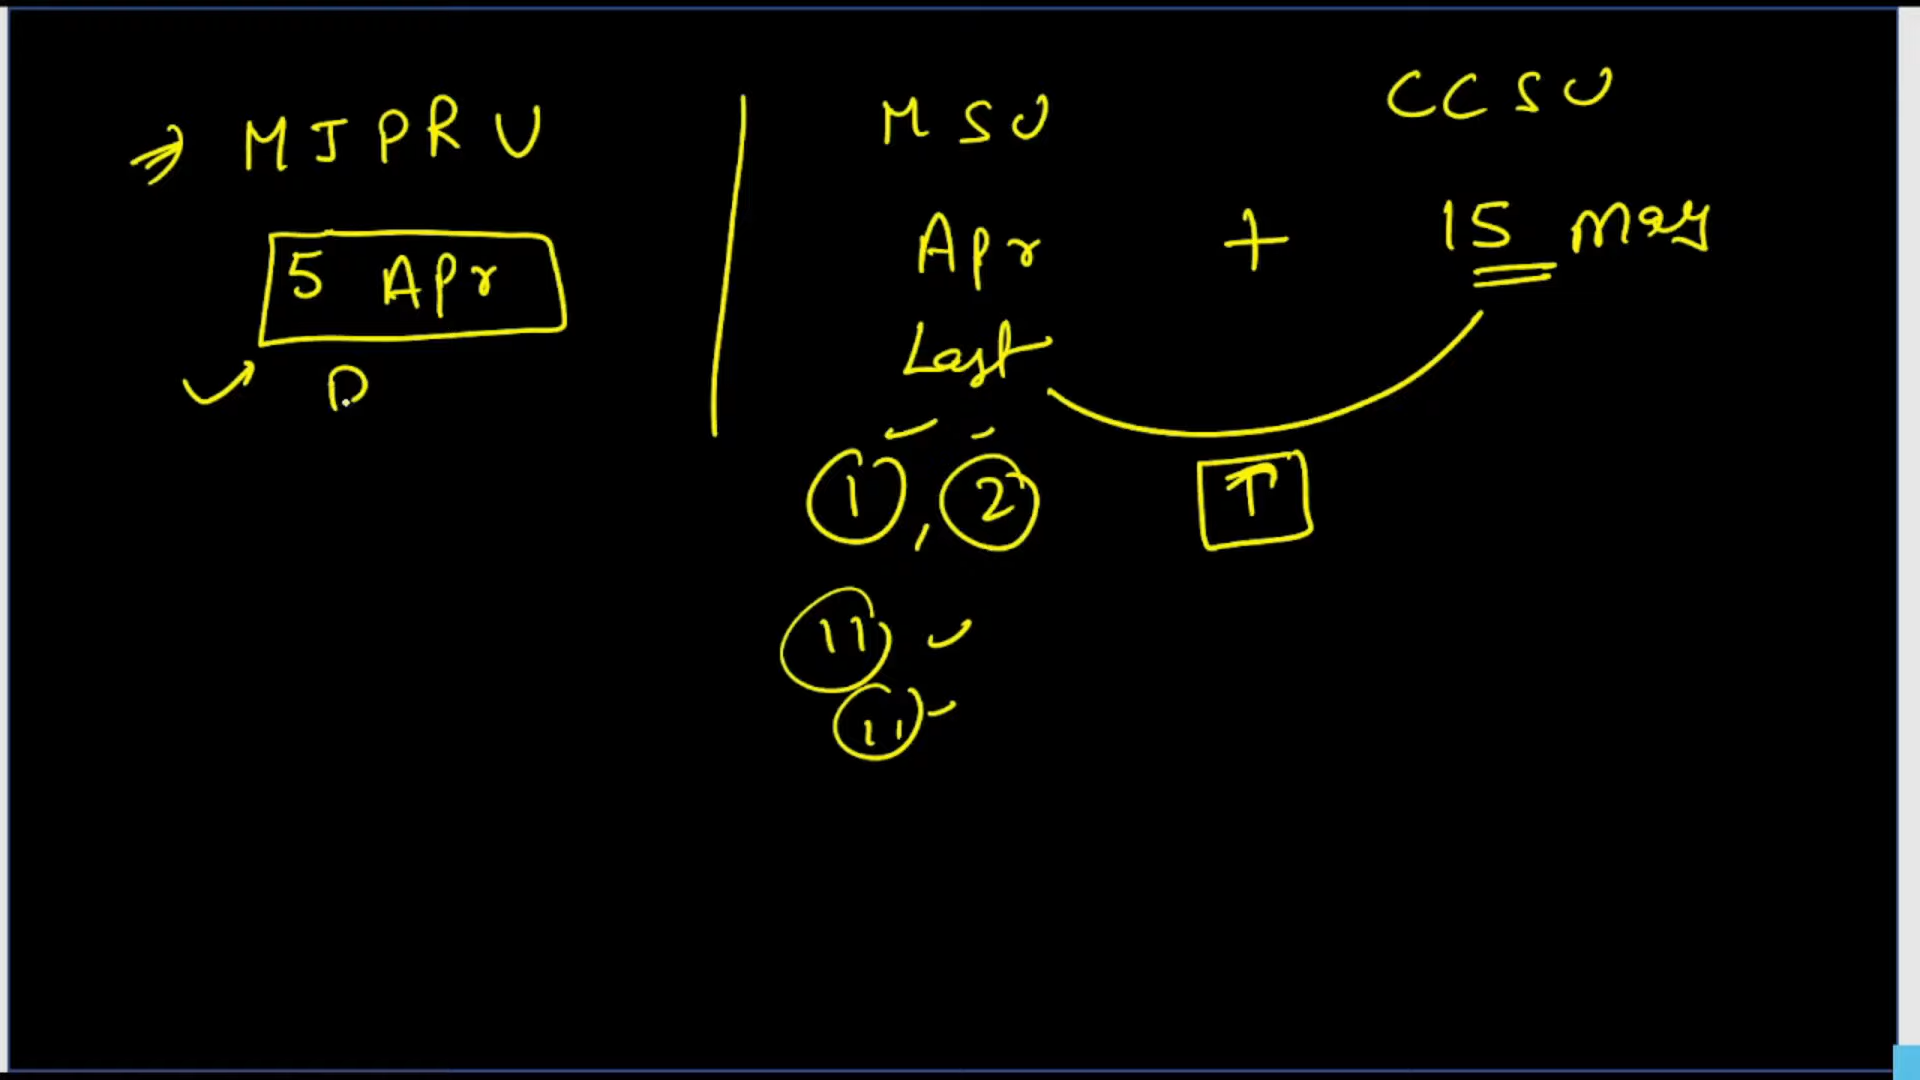 ⇒ MJPRU
5 Apr
D
MSU
Apr
Last
1 , 2
11
11
+
CCSU
15 May
↑